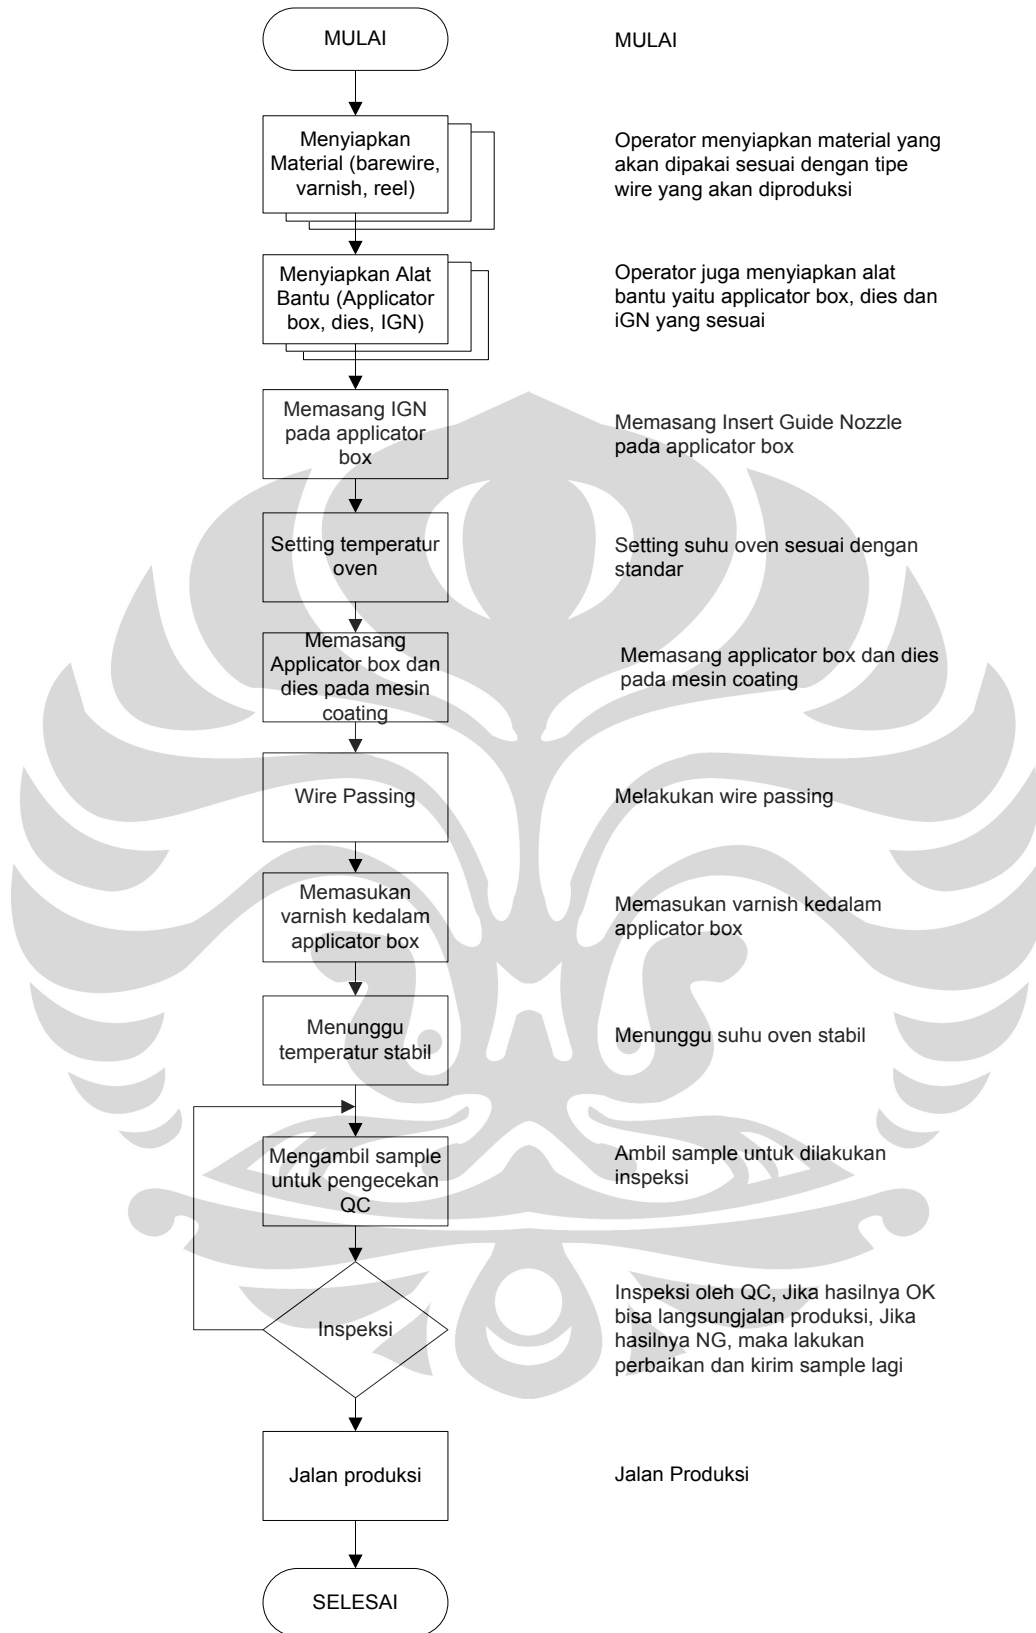 MULAI
MULAI
Menyiapkan
Material (barewire,
varnish, reel)
Operator menyiapkan material yang
akan dipakai sesuai dengan tipe
wire yang akan diproduksi
Menyiapkan Alat
Bantu (Applicator
box, dies, IGN)
Operator juga menyiapkan alat
bantu yaitu applicator box, dies dan
iGN yang sesuai
Memasang IGN
pada applicator
box
Memasang Insert Guide Nozzle
pada applicator box
Setting temperatur
oven
Setting suhu oven sesuai dengan
standar
Memasang
Applicator box dan
dies pada mesin
coating
Memasang applicator box dan dies
pada mesin coating
Wire Passing
Melakukan wire passing
Memasukan
varnish kedalam
applicator box
Memasukan varnish kedalam
applicator box
Menunggu
temperatur stabil
Menunggu suhu oven stabil
Mengambil sample
untuk pengecekan
QC
Ambil sample untuk dilakukan
inspeksi
Inspeksi
Inspeksi oleh QC, Jika hasilnya OK
bisa langsungjalan produksi, Jika
hasilnya NG, maka lakukan
perbaikan dan kirim sample lagi
Jalan produksi
Jalan Produksi
SELESAI